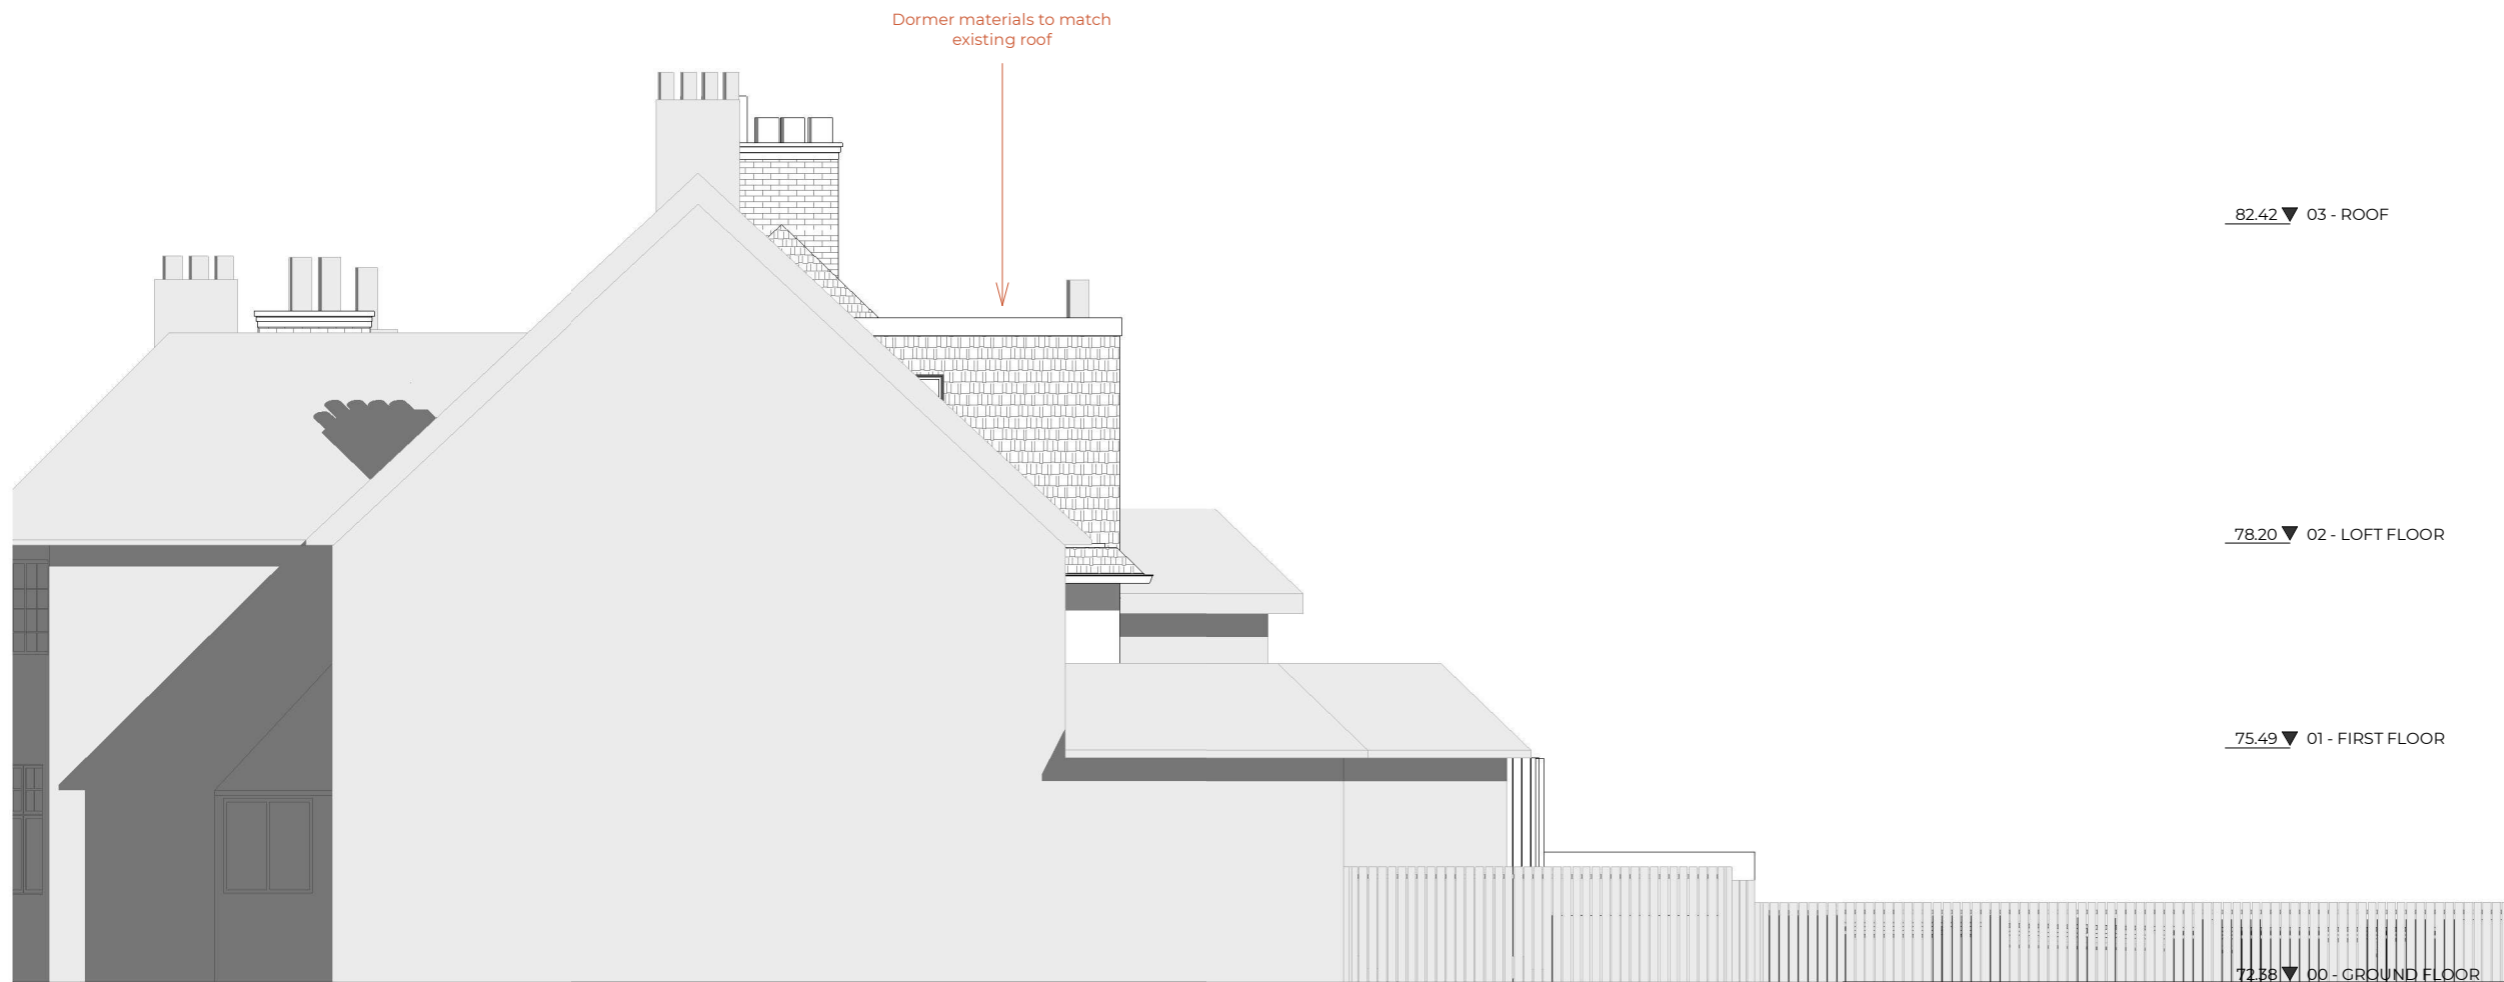 Dormer materials to match
existing roof
82.42 03 - ROOF
78.20 02 - LOFT FLOOR
75.49 01 - FIRST FLOOR
72.38 00 - GROUND FLOOR